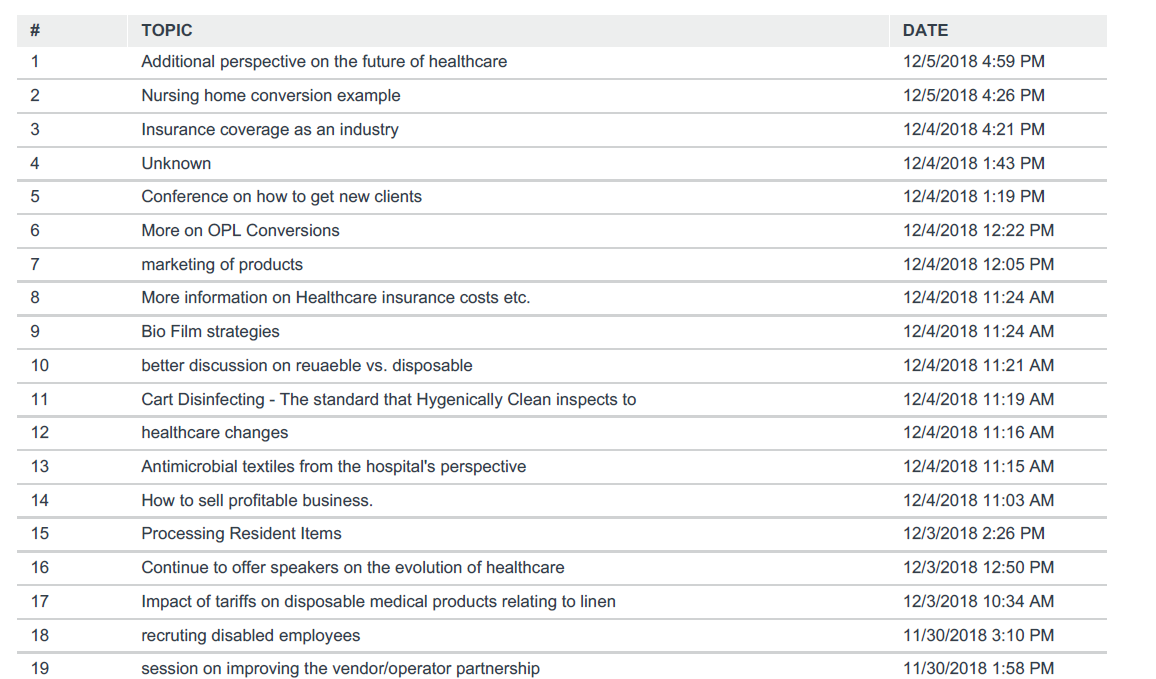 # TOPIC DATE
1 Additional perspective on the future of healthcare 12/5/2018 4:59 PM
2 Nursing home conversion example 12/5/2018 4:26 PM
3 Insurance coverage as an industry 12/4/2018 4:21 PM
4 Unknown 12/4/2018 1:43 PM
5 Conference on how to get new clients 12/4/2018 1:19 PM
6 More on OPL Conversions 12/4/2018 12:22 PM
7 marketing of products 12/4/2018 12:05 PM
8 More information on Healthcare insurance costs etc. 12/4/2018 11:24 AM
9 Bio Film strategies 12/4/2018 11:24 AM
10 better discussion on reuaeble vs. disposable 12/4/2018 11:21 AM
11 Cart Disinfecting - The standard that Hygenically Clean inspects to 12/4/2018 11:19 AM
12 healthcare changes 12/4/2018 11:16 AM
13 Antimicrobial textiles from the hospital's perspective 12/4/2018 11:15 AM
14 How to sell profitable business. 12/4/2018 11:03 AM
15 Processing Resident Items 12/3/2018 2:26 PM
16 Continue to offer speakers on the evolution of healthcare 12/3/2018 12:50 PM
17 Impact of tariffs on disposable medical products relating to linen 12/3/2018 10:34 AM
18 recruting disabled employees 11/30/2018 3:10 PM
19 session on improving the vendor/operator partnership 11/30/2018 1:58 PM